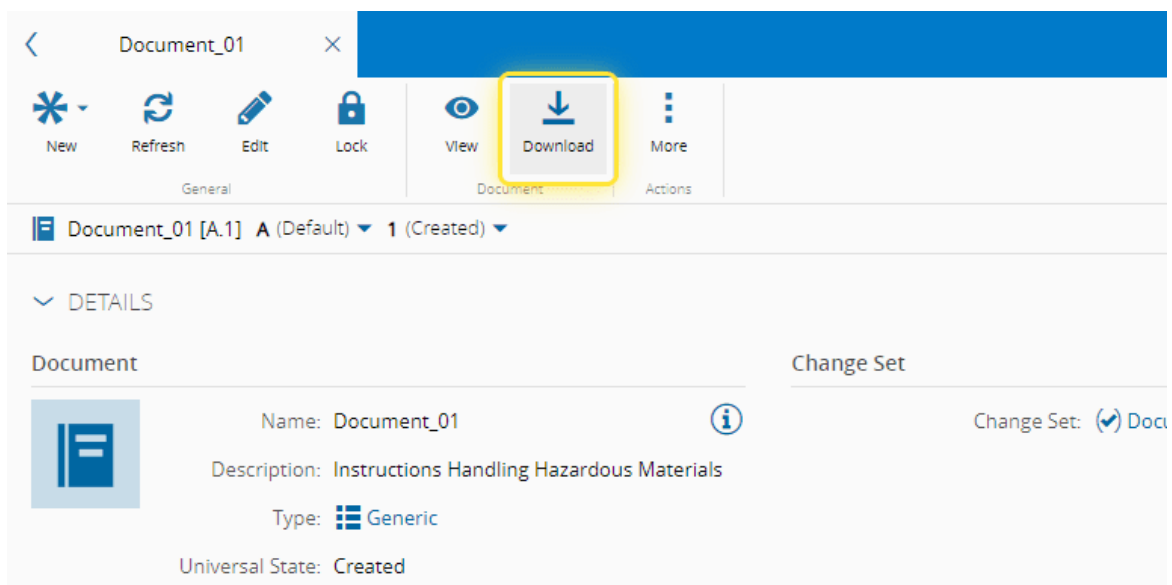 Document_01
New Refresh Edit Lock View Download More
General Document Actions
Document_01 [A.1] A (Default) 1 (Created)
DETAILS
Document Change Set
Name: Document_01 Change Set: Docu
Description: Instructions Handling Hazardous Materials
Type: Generic
Universal State: Created